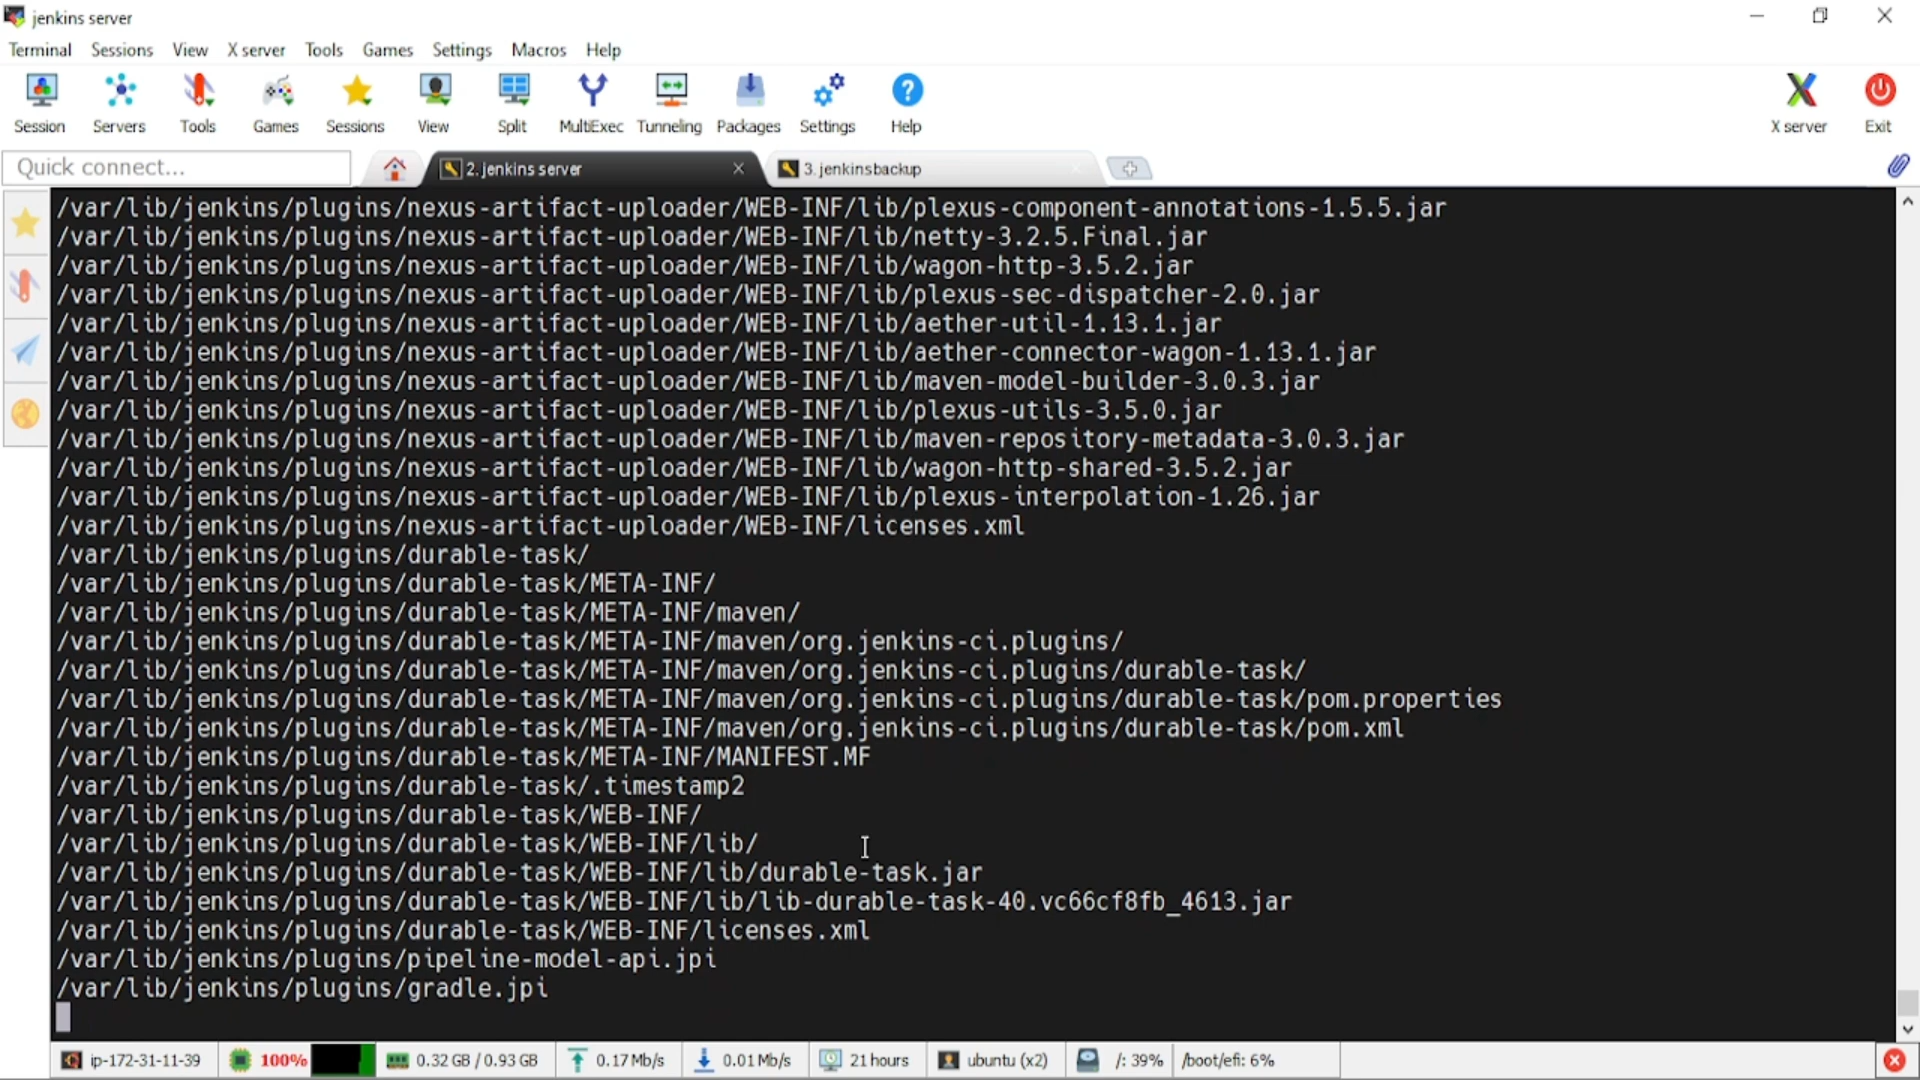 jenkins server
Terminal Sessions View X server Tools Games Settings Macros Help
Session Servers Tools Games Sessions View Split MultiExec Tunneling Packages Settings Help X server Exit
Quick connect... 2. jenkins server 3. jenkinsbackup
/var/lib/jenkins/plugins/nexus-artifact-uploader/WEB-INF/lib/plexus-component-annotations-1.5.5.jar
/var/lib/jenkins/plugins/nexus-artifact-uploader/WEB-INF/lib/netty-3.2.5.Final.jar
/var/lib/jenkins/plugins/nexus-artifact-uploader/WEB-INF/lib/wagon-http-3.5.2.jar
/var/lib/jenkins/plugins/nexus-artifact-uploader/WEB-INF/lib/plexus-sec-dispatcher-2.0.jar
/var/lib/jenkins/plugins/nexus-artifact-uploader/WEB-INF/lib/aether-util-1.13.1.jar
/var/lib/jenkins/plugins/nexus-artifact-uploader/WEB-INF/lib/aether-connector-wagon-1.13.1.jar
/var/lib/jenkins/plugins/nexus-artifact-uploader/WEB-INF/lib/maven-model-builder-3.0.3.jar
/var/lib/jenkins/plugins/nexus-artifact-uploader/WEB-INF/lib/plexus-utils-3.5.0.jar
/var/lib/jenkins/plugins/nexus-artifact-uploader/WEB-INF/lib/maven-repository-metadata-3.0.3.jar
/var/lib/jenkins/plugins/nexus-artifact-uploader/WEB-INF/lib/wagon-http-shared-3.5.2.jar
/var/lib/jenkins/plugins/nexus-artifact-uploader/WEB-INF/lib/plexus-interpolation-1.26.jar
/var/lib/jenkins/plugins/nexus-artifact-uploader/WEB-INF/licenses.xml
/var/lib/jenkins/plugins/durable-task/
/var/lib/jenkins/plugins/durable-task/META-INF/
/var/lib/jenkins/plugins/durable-task/META-INF/maven/
/var/lib/jenkins/plugins/durable-task/META-INF/maven/org.jenkins-ci.plugins/
/var/lib/jenkins/plugins/durable-task/META-INF/maven/org.jenkins-ci.plugins/durable-task/
/var/lib/jenkins/plugins/durable-task/META-INF/maven/org.jenkins-ci.plugins/durable-task/pom.properties
/var/lib/jenkins/plugins/durable-task/META-INF/maven/org.jenkins-ci.plugins/durable-task/pom.xml
/var/lib/jenkins/plugins/durable-task/META-INF/MANIFEST.MF
/var/lib/jenkins/plugins/durable-task/.timestamp2
/var/lib/jenkins/plugins/durable-task/WEB-INF/
/var/lib/jenkins/plugins/durable-task/WEB-INF/lib/
/var/lib/jenkins/plugins/durable-task/WEB-INF/lib/durable-task.jar
/var/lib/jenkins/plugins/durable-task/WEB-INF/lib/lib-durable-task-40.vc66cf8fb_4613.jar
/var/lib/jenkins/plugins/durable-task/WEB-INF/licenses.xml
/var/lib/jenkins/plugins/pipeline-model-api.jpi
/var/lib/jenkins/plugins/gradle.jpi
ip-172-31-11-39 100% 0.32 GB / 0.93 GB 0.17 Mb/s 0.01 Mb/s 21 hours ubuntu (x2) /: 39% /boot/efi: 6%